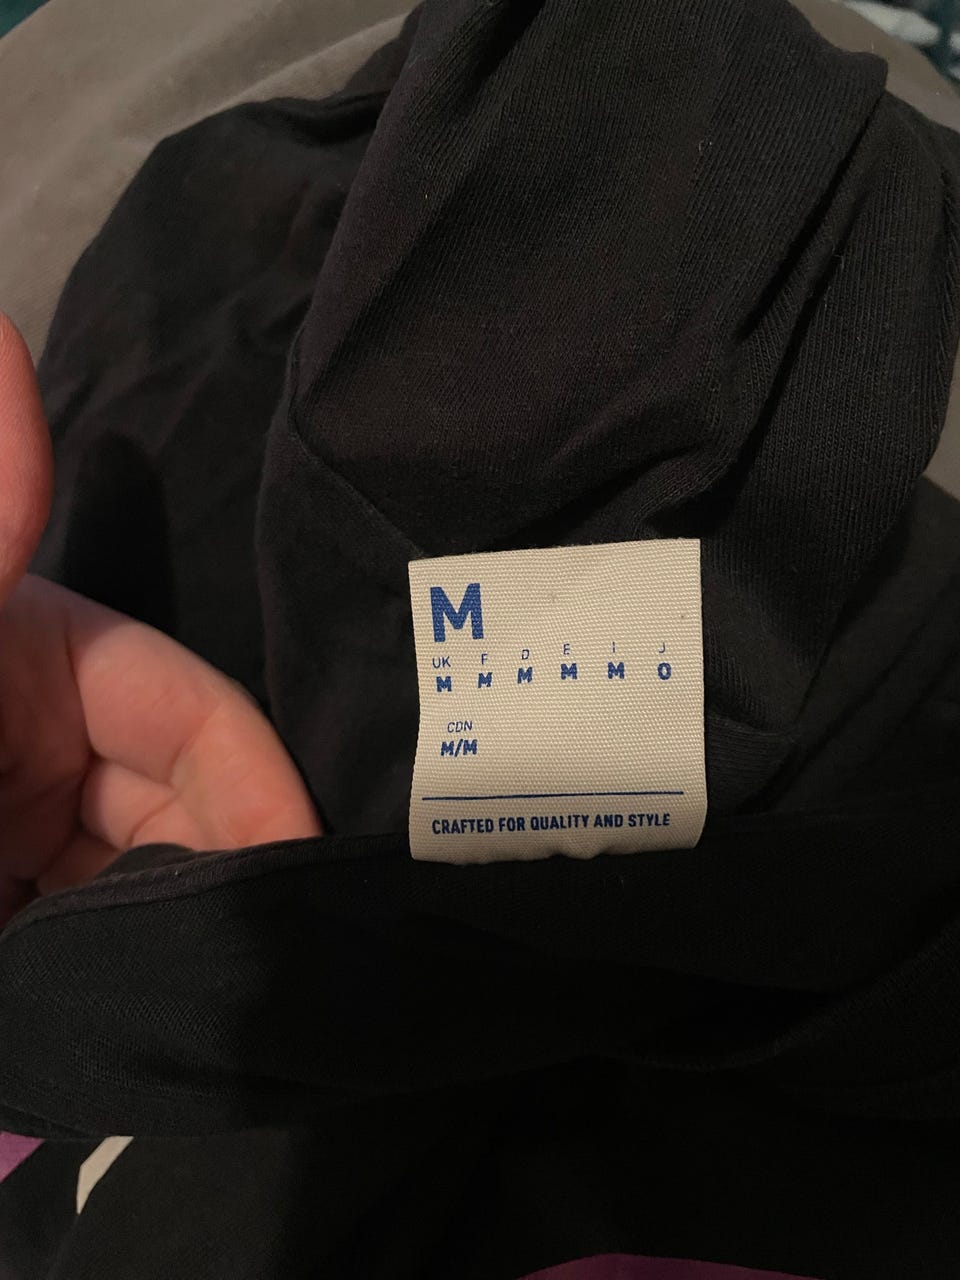 M
UK F D E I J
M M M M M O
CDN
M/M
CRAFTED FOR QUALITY AND STYLE